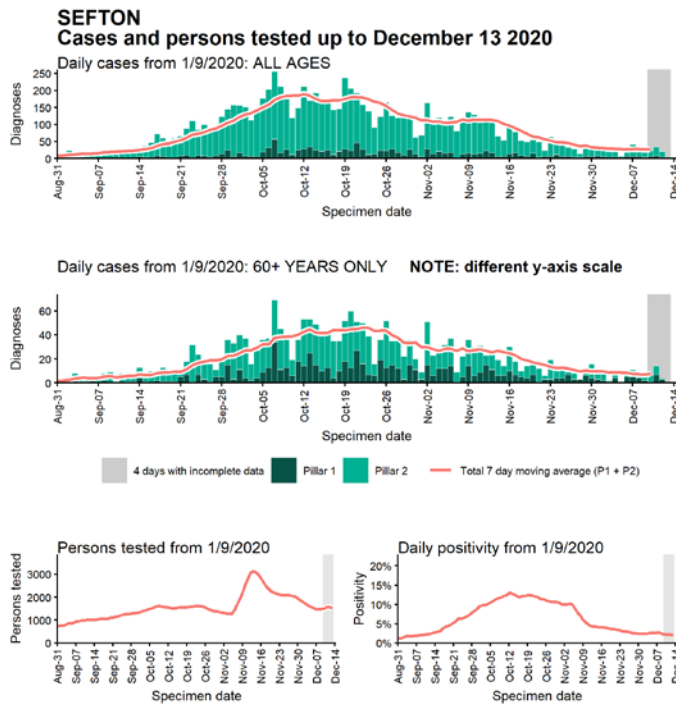 SEFTON
Cases and persons tested up to December 13 2020
Daily cases from 1/9/2020: ALL AGES
Diagnoses
250
200
150
100
50
0
Aug-31
Sep-07
Sep-14
Sep-21
Sep-28
Oct-05
Oct-12
Oct-19
Oct-26
Nov-02
Nov-09
Nov-16
Nov-23
Nov-30
Dec-07
Dec-14
Specimen date
Daily cases from 1/9/2020: 60+ YEARS ONLY NOTE: different y-axis scale
Diagnoses
60
40
20
0
Aug-31
Sep-07
Sep-14
Sep-21
Sep-28
Oct-05
Oct-12
Oct-19
Oct-26
Nov-02
Nov-09
Nov-16
Nov-23
Nov-30
Dec-07
Dec-14
Specimen date
4 days with incomplete data Pillar 1 Pillar 2 Total 7 day moving average (P1 + P2)
Persons tested from 1/9/2020
Persons tested
3000
2000
1000
0
Aug-31
Sep-07
Sep-14
Sep-21
Sep-28
Oct-05
Oct-12
Oct-19
Oct-26
Nov-02
Nov-09
Nov-16
Nov-23
Nov-30
Dec-07
Dec-14
Specimen date
Daily positivity from 1/9/2020
Positivity
20%
15%
10%
5%
0%
Aug-31
Sep-07
Sep-14
Sep-21
Sep-28
Oct-05
Oct-12
Oct-19
Oct-26
Nov-02
Nov-09
Nov-16
Nov-23
Nov-30
Dec-07
Dec-14
Specimen date